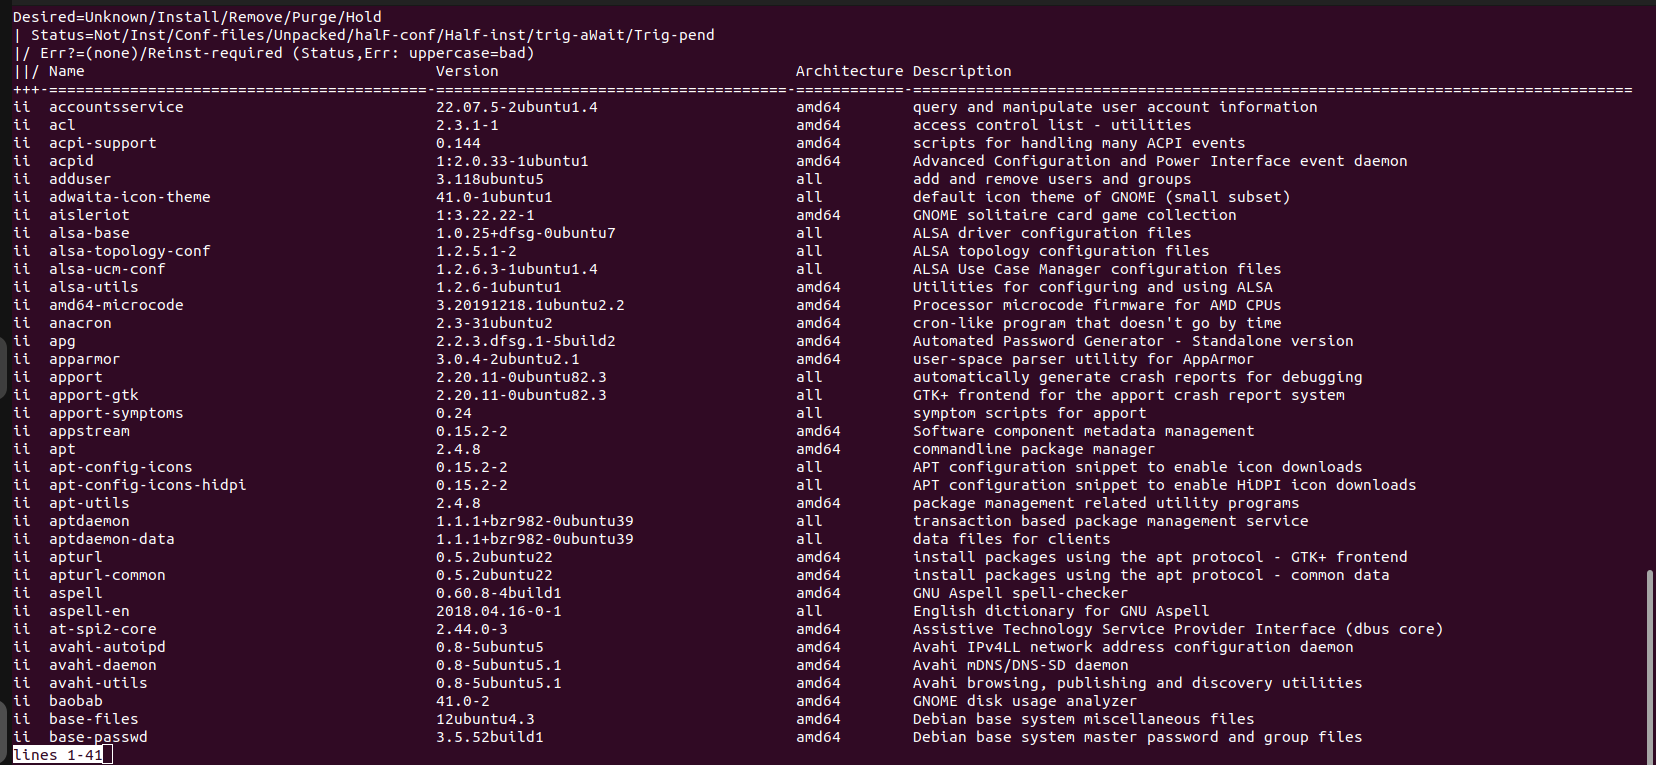 Desired=Unknown/Install/Remove/Purge/Hold
| Status=Not/Inst/Conf-files/Unpacked/halF-conf/Half-inst/trig-aWait/Trig-pend
|/ Err?=(none)/Reinst-required (Status,Err: uppercase=bad)
||/ Name                                       Version                                 Architecture Description
+++-==========================================-=======================================-============-================================================================================
ii  accountsservice                            22.07.5-2ubuntu1.4                      amd64        query and manipulate user account information
ii  acl                                        2.3.1-1                                 amd64        access control list - utilities
ii  acpi-support                               0.144                                   amd64        scripts for handling many ACPI events
ii  acpid                                      1:2.0.33-1ubuntu1                       amd64        Advanced Configuration and Power Interface event daemon
ii  adduser                                    3.118ubuntu5                            all          add and remove users and groups
ii  adwaita-icon-theme                         41.0-1ubuntu1                           all          default icon theme of GNOME (small subset)
ii  aisleriot                                  1:3.22.22-1                             amd64        GNOME solitaire card game collection
ii  alsa-base                                  1.0.25+dfsg-0ubuntu7                    all          ALSA driver configuration files
ii  alsa-topology-conf                         1.2.5.1-2                               all          ALSA topology configuration files
ii  alsa-ucm-conf                              1.2.6.3-1ubuntu1.4                      all          ALSA Use Case Manager configuration files
ii  alsa-utils                                 1.2.6-1ubuntu1                          amd64        Utilities for configuring and using ALSA
ii  amd64-microcode                            3.20191218.1ubuntu2.2                   amd64        Processor microcode firmware for AMD CPUs
ii  anacron                                    2.3-31ubuntu2                           amd64        cron-like program that doesn't go by time
ii  apg                                        2.2.3.dfsg.1-5build2                    amd64        Automated Password Generator - Standalone version
ii  apparmor                                   3.0.4-2ubuntu2.1                        amd64        user-space parser utility for AppArmor
ii  apport                                     2.20.11-0ubuntu82.3                     all          automatically generate crash reports for debugging
ii  apport-gtk                                 2.20.11-0ubuntu82.3                     all          GTK+ frontend for the apport crash report system
ii  apport-symptoms                            0.24                                    all          symptom scripts for apport
ii  appstream                                  0.15.2-2                                amd64        Software component metadata management
ii  apt                                        2.4.8                                   amd64        commandline package manager
ii  apt-config-icons                           0.15.2-2                                all          APT configuration snippet to enable icon downloads
ii  apt-config-icons-hidpi                     0.15.2-2                                all          APT configuration snippet to enable HiDPI icon downloads
ii  apt-utils                                  2.4.8                                   amd64        package management related utility programs
ii  aptdaemon                                  1.1.1+bzr982-0ubuntu39                  all          transaction based package management service
ii  aptdaemon-data                             1.1.1+bzr982-0ubuntu39                  all          data files for clients
ii  apturl                                     0.5.2ubuntu22                           amd64        install packages using the apt protocol - GTK+ frontend
ii  apturl-common                              0.5.2ubuntu22                           amd64        install packages using the apt protocol - common data
ii  aspell                                     0.60.8-4build1                          amd64        GNU Aspell spell-checker
ii  aspell-en                                  2018.04.16-0-1                          all          English dictionary for GNU Aspell
ii  at-spi2-core                               2.44.0-3                                amd64        Assistive Technology Service Provider Interface (dbus core)
ii  avahi-autoipd                              0.8-5ubuntu5                            amd64        Avahi IPv4LL network address configuration daemon
ii  avahi-daemon                               0.8-5ubuntu5.1                          amd64        Avahi mDNS/DNS-SD daemon
ii  avahi-utils                                0.8-5ubuntu5.1                          amd64        Avahi browsing, publishing and discovery utilities
ii  baobab                                     41.0-2                                  amd64        GNOME disk usage analyzer
ii  base-files                                 12ubuntu4.3                             amd64        Debian base system miscellaneous files
ii  base-passwd                                3.5.52build1                            amd64        Debian base system master password and group files
lines 1-41